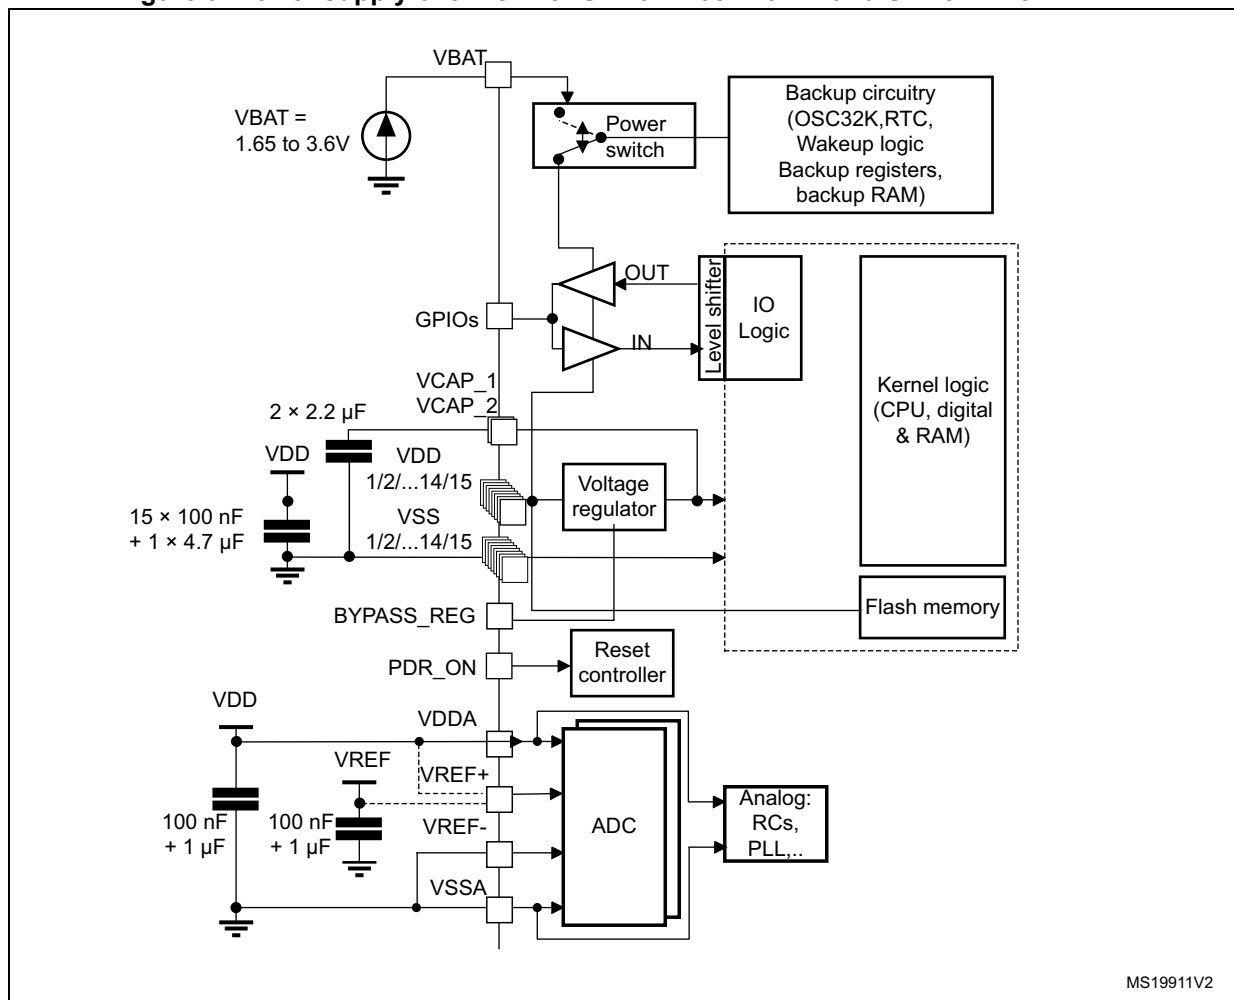 VBAT
VBAT =
1.65 to 3.6V
Power
switch
Backup circuitry
(OSC32K,RTC,
Wakeup logic
Backup registers,
backup RAM)
OUT
Level shifter
IO
Logic
GPIOs
IN
Kernel logic
(CPU, digital
& RAM)
VCAP_1
VCAP_2
2 × 2.2 µF
VDD
VDD
1/2/...14/15
Voltage
regulator
15 × 100 nF
+ 1 × 4.7 µF
VSS
1/2/...14/15
Flash memory
BYPASS_REG
PDR_ON
Reset
controller
VDD
VDDA
VREF
VREF+
100 nF
+ 1 µF
100 nF
+ 1 µF
VREF-
ADC
Analog:
RCs,
PLL,..
VSSA
MS19911V2